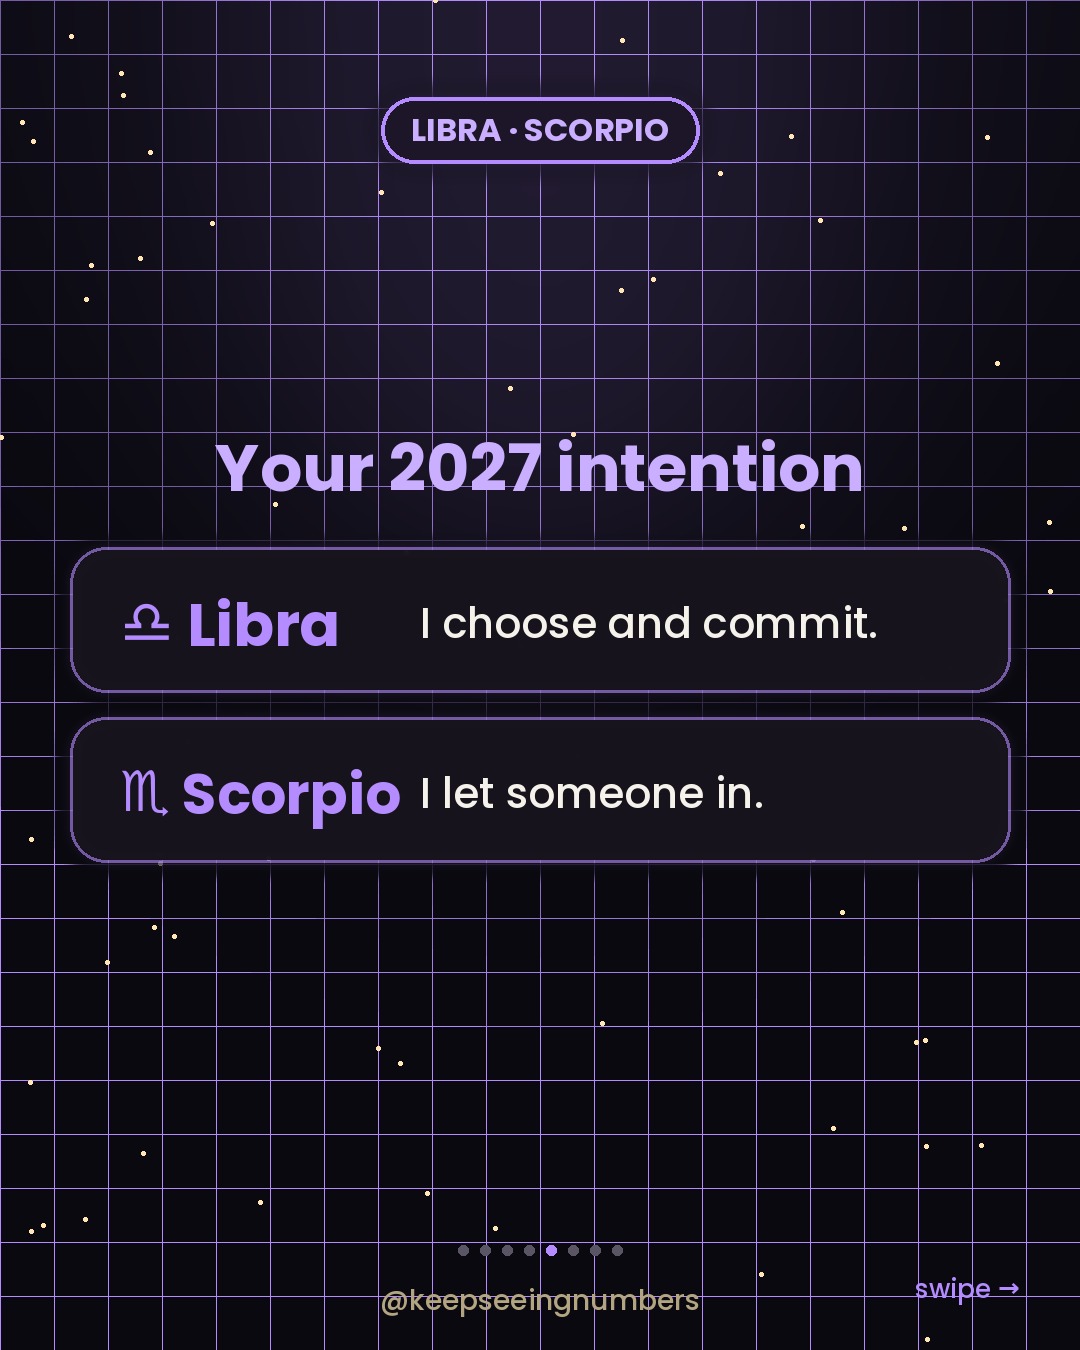 LIBRA · SCORPIO
Your 2027 intention
♎ Libra I choose and commit.
♏ Scorpio I let someone in.
@keepseeingnumbers
swipe →